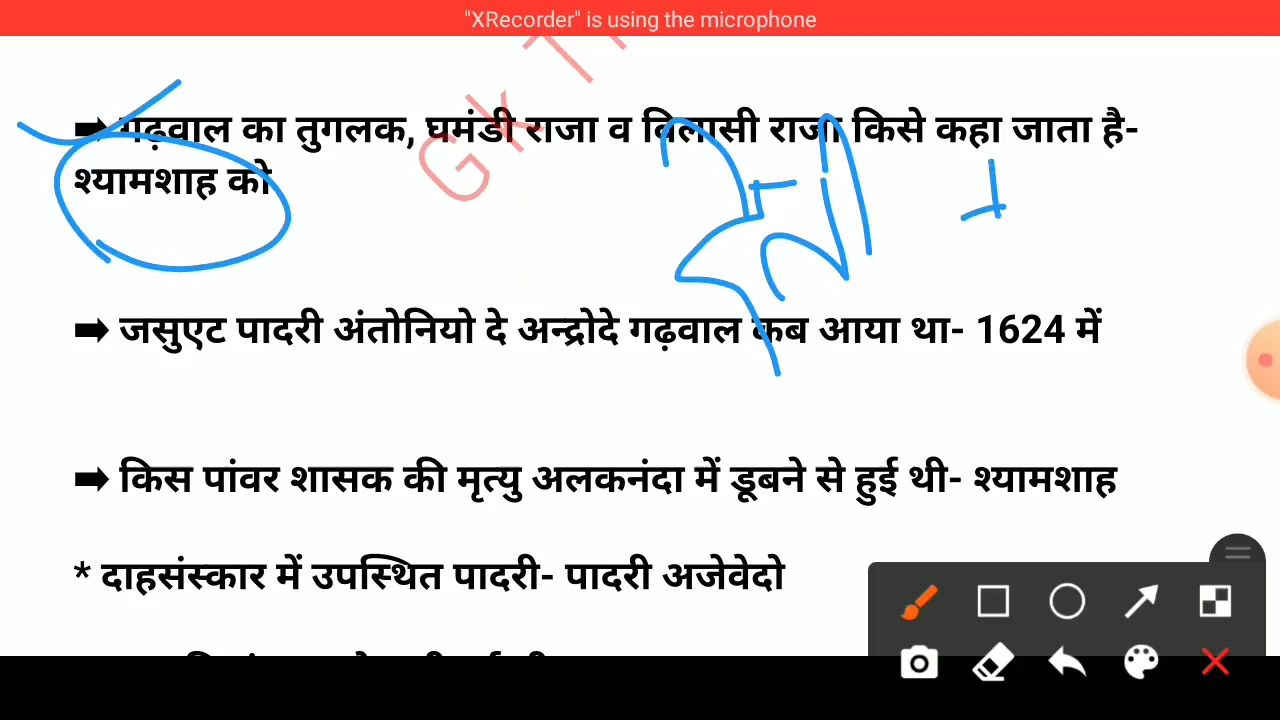 "XRecorder" is using the microphone
➡ गढ़वाल का तुगलक, घमंडी राजा व विलासी राजा किसे कहा जाता है-
श्यामशाह को
➡ जसुएट पादरी अंतोनियो दे अन्द्रोदे गढ़वाल कब आया था- 1624 में
➡ किस पांवर शासक की मृत्यु अलकनंदा में डूबने से हुई थी- श्यामशाह
* दाहसंस्कार में उपस्थित पादरी- पादरी अजेवेदो